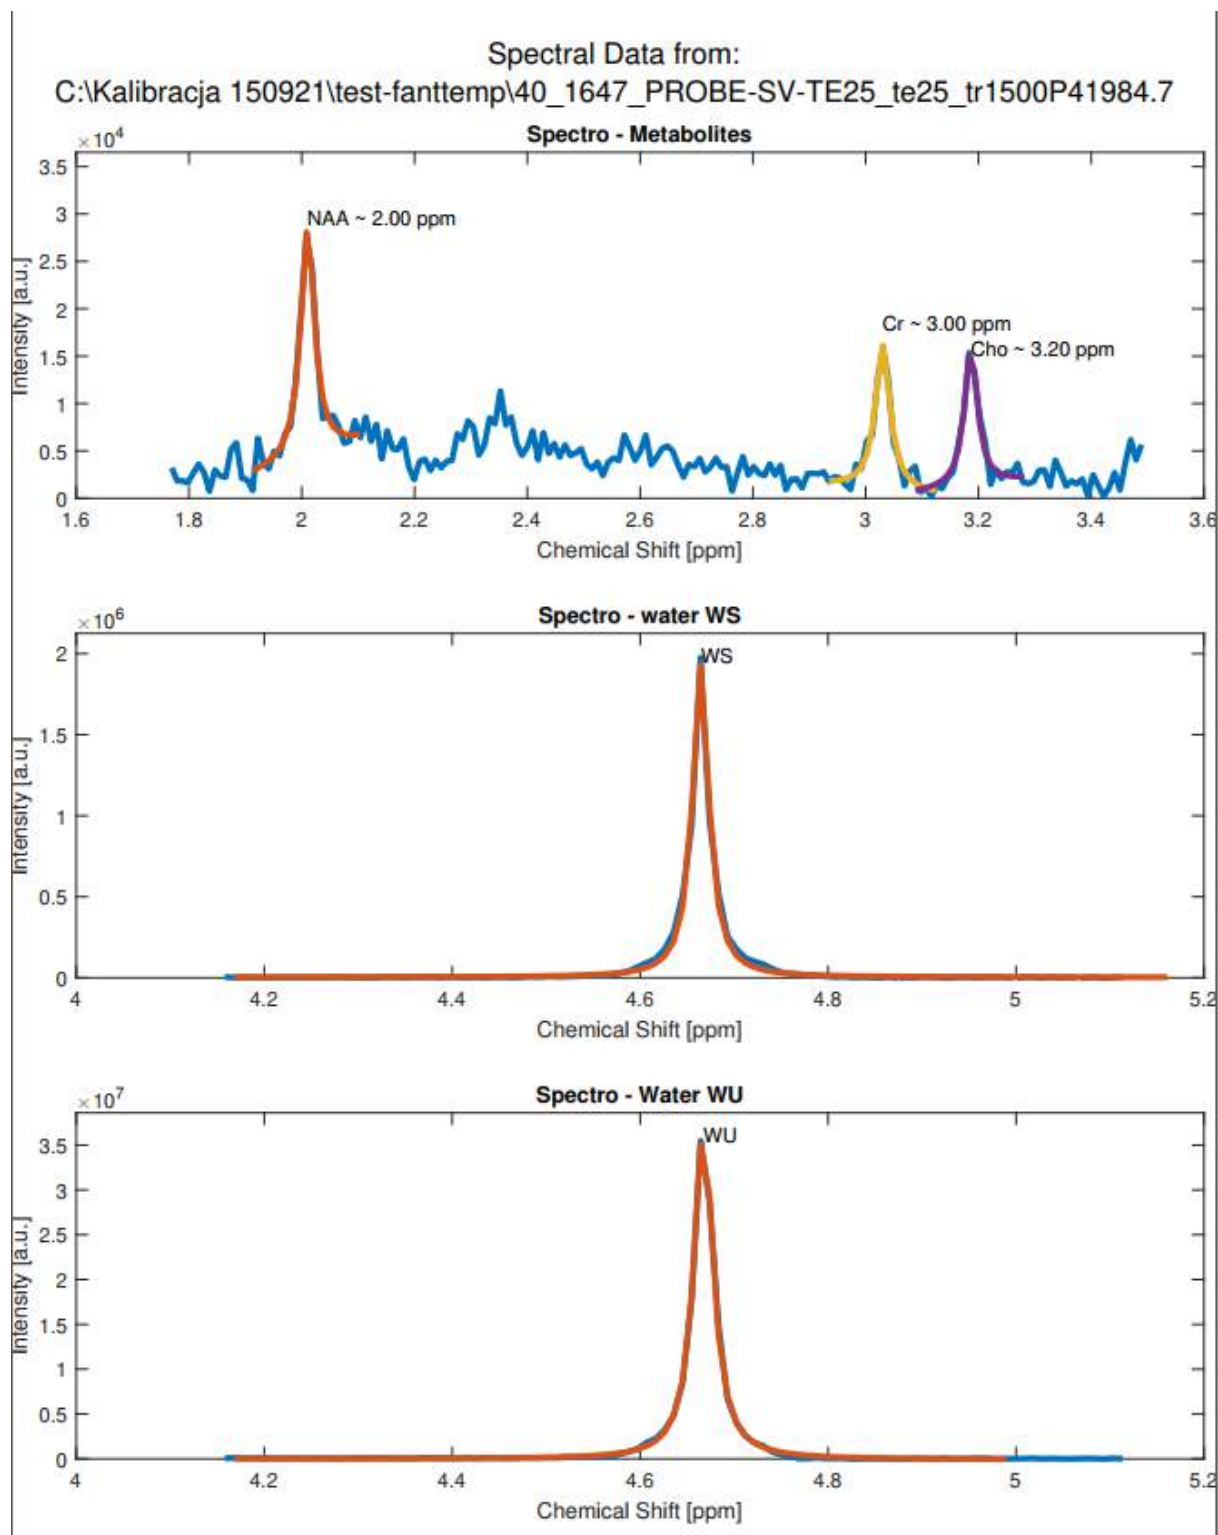 Spectral Data from:
C:\Kalibracja 150921\test-fanttemp\40_1647_PROBE-SV-TE25_te25_tr1500P41984.7
Spectro - Metabolites
×10^4
3.5
3
2.5
2
1.5
1
0.5
0
Intensity [a.u.]
NAA ~ 2.00 ppm
Cr ~ 3.00 ppm
Cho ~ 3.20 ppm
1.6 1.8 2 2.2 2.4 2.6 2.8 3 3.2 3.4 3.6
Chemical Shift [ppm]
Spectro - water WS
×10^6
2
1.5
1
0.5
0
Intensity [a.u.]
WS
4 4.2 4.4 4.6 4.8 5 5.2
Chemical Shift [ppm]
Spectro - Water WU
×10^7
3.5
3
2.5
2
1.5
1
0.5
0
Intensity [a.u.]
WU
4 4.2 4.4 4.6 4.8 5 5.2
Chemical Shift [ppm]